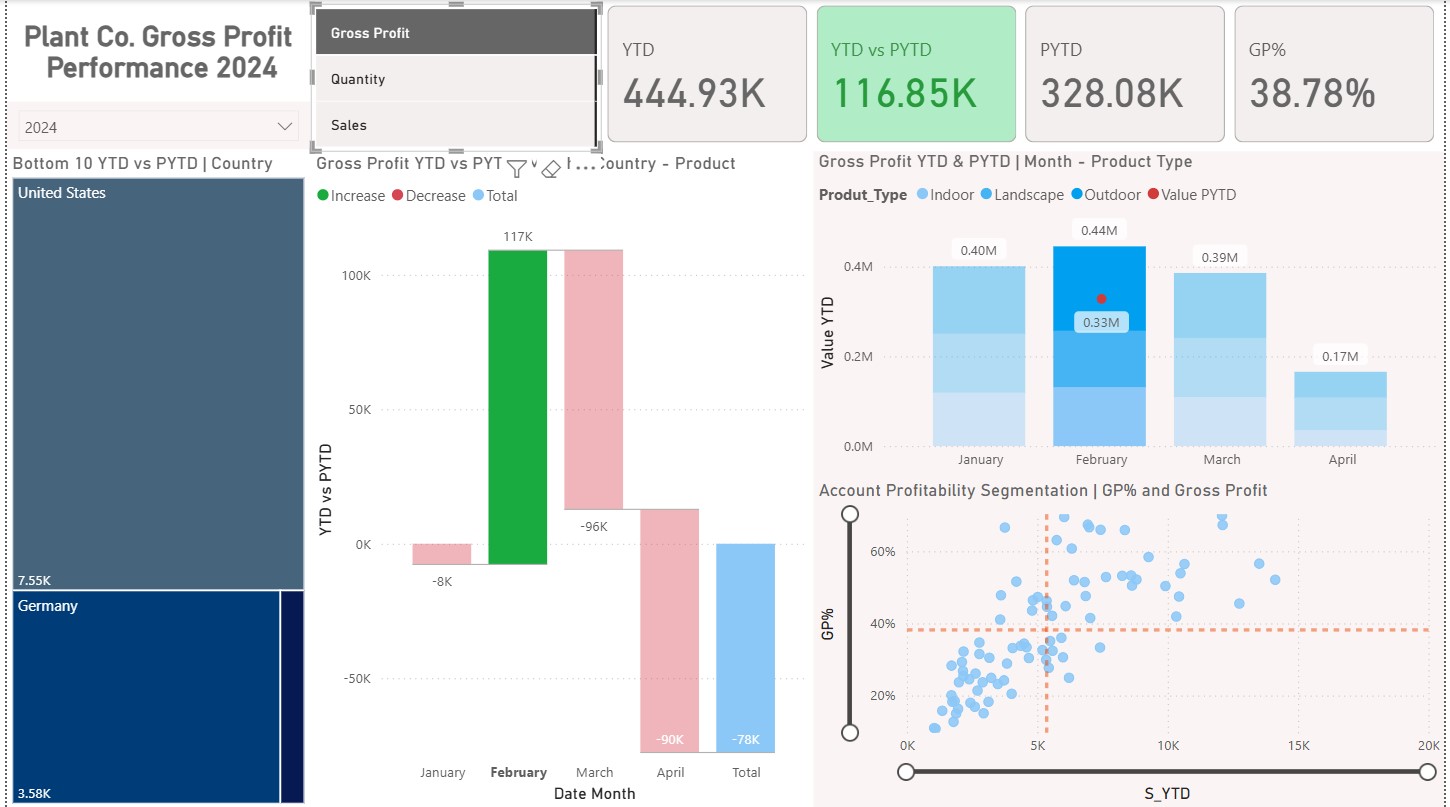 Plant Co. Gross Profit
Performance 2024
2024
Gross Profit
Quantity
Sales
YTD
444.93K
YTD vs PYTD
116.85K
PYTD
328.08K
GP%
38.78%
Bottom 10 YTD vs PYTD | Country
United States
7.55K
Germany
3.58K
Gross Profit YTD vs PYT
Country - Product
Increase Decrease Total
YTD vs PYTD
100K
50K
0K
-50K
117K
-8K
-96K
-90K
-78K
January February March April Total
Date Month
Gross Profit YTD & PYTD | Month - Product Type
Produt_Type Indoor Landscape Outdoor Value PYTD
Value YTD
0.4M
0.2M
0.0M
0.40M
0.44M
0.33M
0.39M
0.17M
January February March April
Account Profitability Segmentation | GP% and Gross Profit
GP%
60%
40%
20%
0K 5K 10K 15K 20K
S_YTD